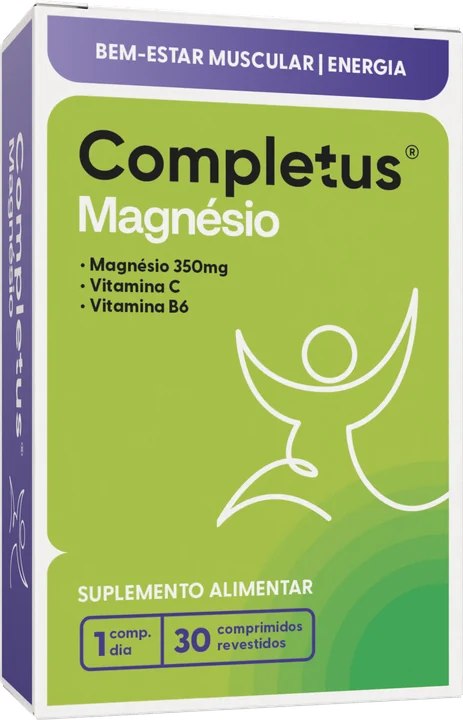 BEM-ESTAR MUSCULAR | ENERGIA
Completus®
Magnésio
• Magnésio 350mg
• Vitamina C
• Vitamina B6
SUPLEMENTO ALIMENTAR
1 comp. dia
30 comprimidos revestidos
Completus®
Magnésio